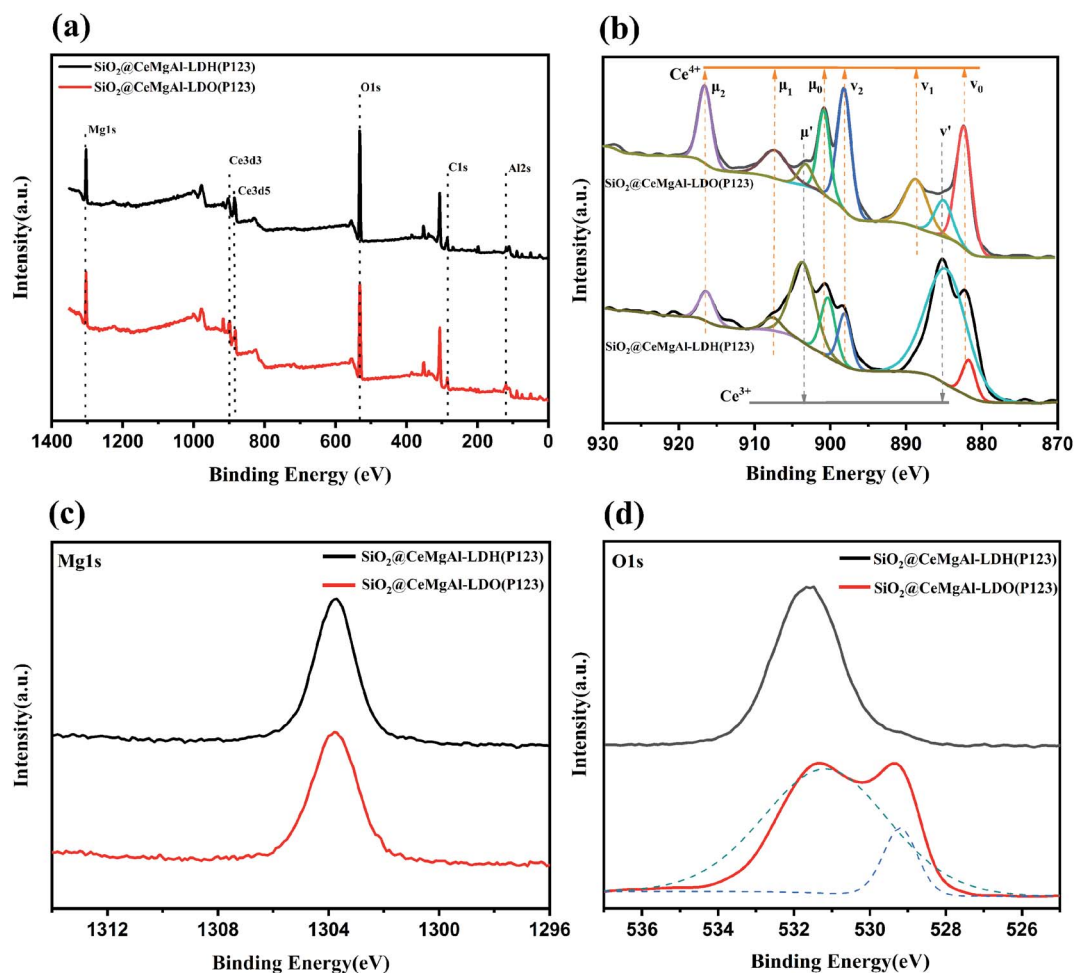 (a)
SiO₂@CeMgAl-LDH(P123)
SiO₂@CeMgAl-LDO(P123)
O1s
Mg1s
Ce3d3
C1s
Al2s
Ce3d5
Intensity(a.u.)
1400 1200 1000 800 600 400 200 0
Binding Energy (eV)
(b)
Ce⁴⁺
μ₂ μ₁ μ₀ v₂ v₁ v₀
μ' v'
SiO₂@CeMgAl-LDO(P123)
SiO₂@CeMgAl-LDH(P123)
Ce³⁺
Intensity(a.u.)
930 920 910 900 890 880 870
Binding Energy (eV)
(c)
Mg1s
SiO₂@CeMgAl-LDH(P123)
SiO₂@CeMgAl-LDO(P123)
Intensity(a.u.)
1312 1308 1304 1300 1296
Binding Energy(eV)
(d)
O1s
SiO₂@CeMgAl-LDH(P123)
SiO₂@CeMgAl-LDO(P123)
Intensity(a.u.)
536 534 532 530 528 526
Binding Energy(eV)